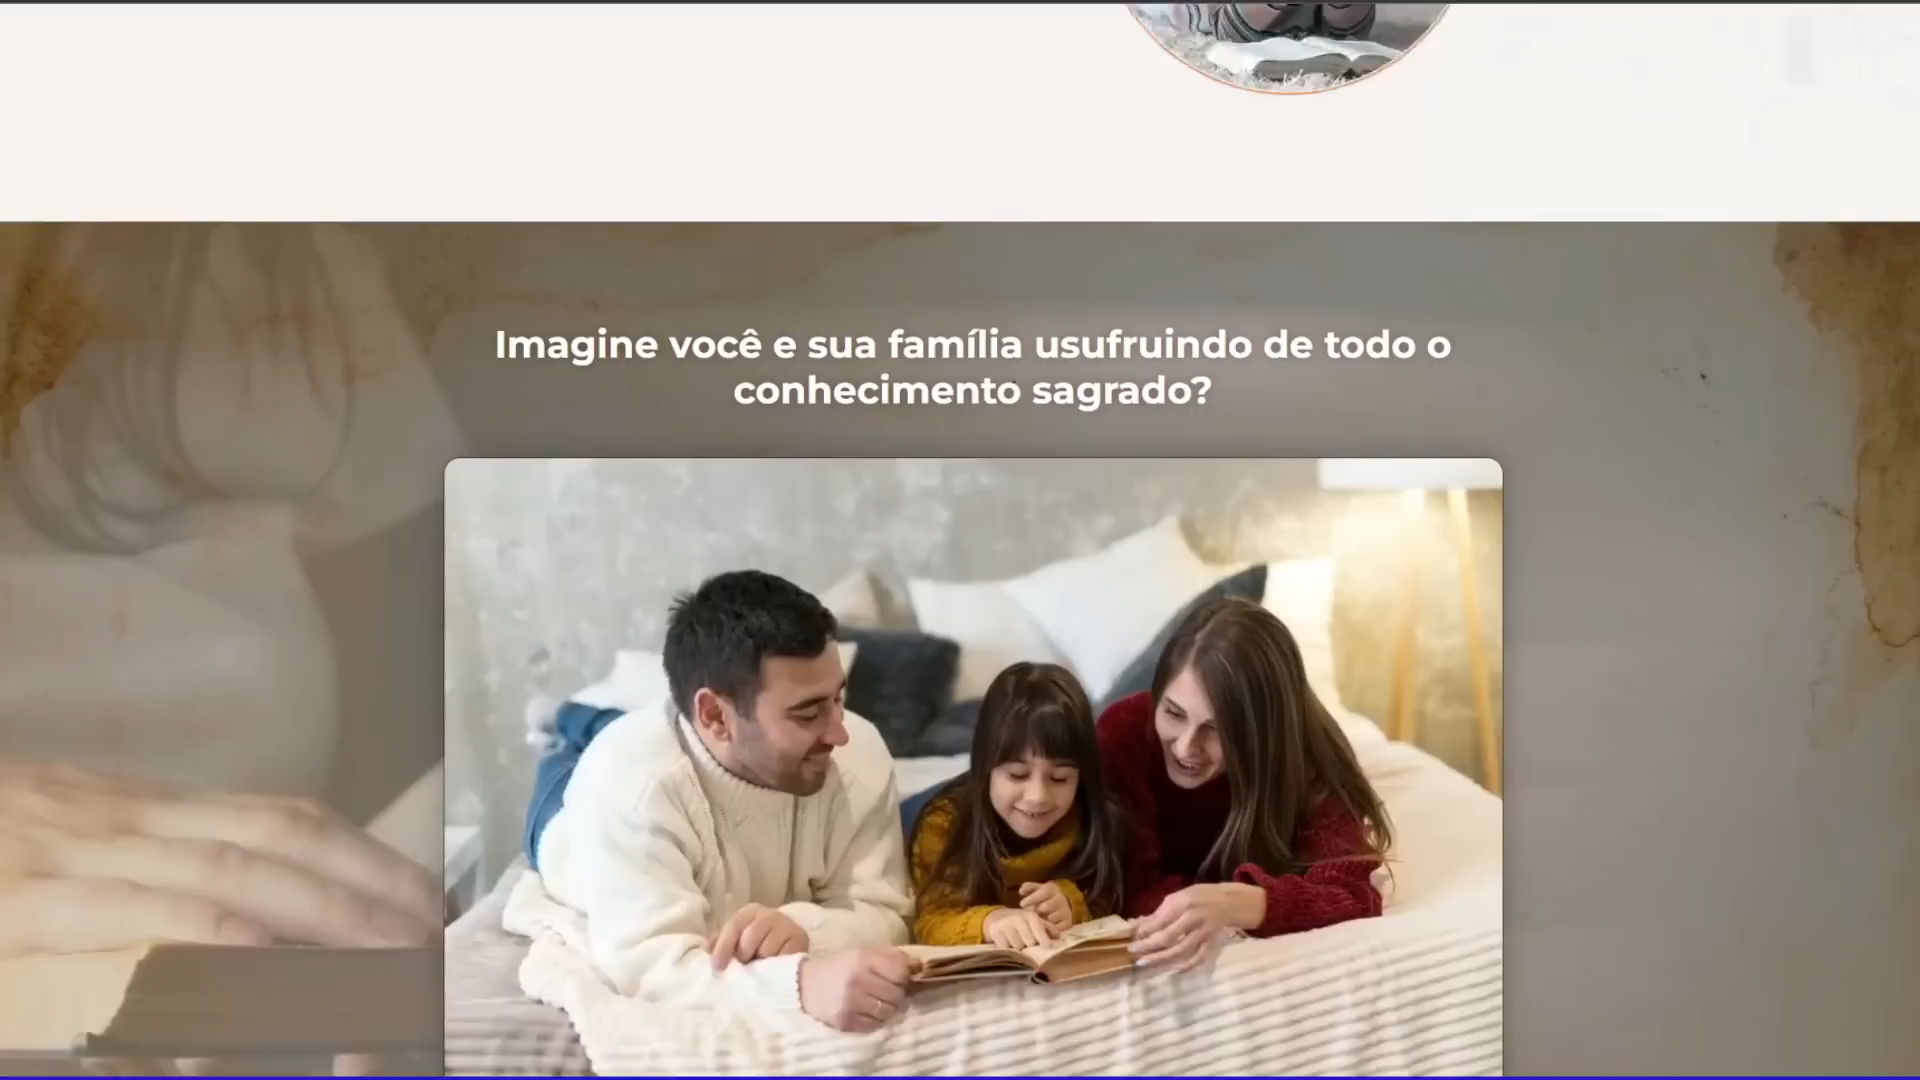 Imagine você e sua família usufruindo de todo o
conhecimento sagrado?